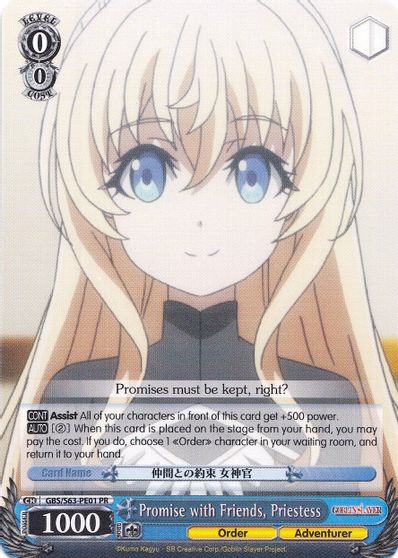 LEVEL
0
0
COST
Promises must be kept, right?
CONT Assist All of your characters in front of this card get +500 power.
AUTO [(2)] When this card is placed on the stage from your hand, you may
pay the cost. If you do, choose 1 «Order» character in your waiting room, and
return it to your hand.
Card Name 仲間との約束 女神官
CH GBS/S63-PE01 PR
POWER 1000 Promise with Friends, Priestess GOBLIN SLAYER
Order Adventurer
©Kumo Kagyu・SB Creative Corp./Goblin Slayer Project.